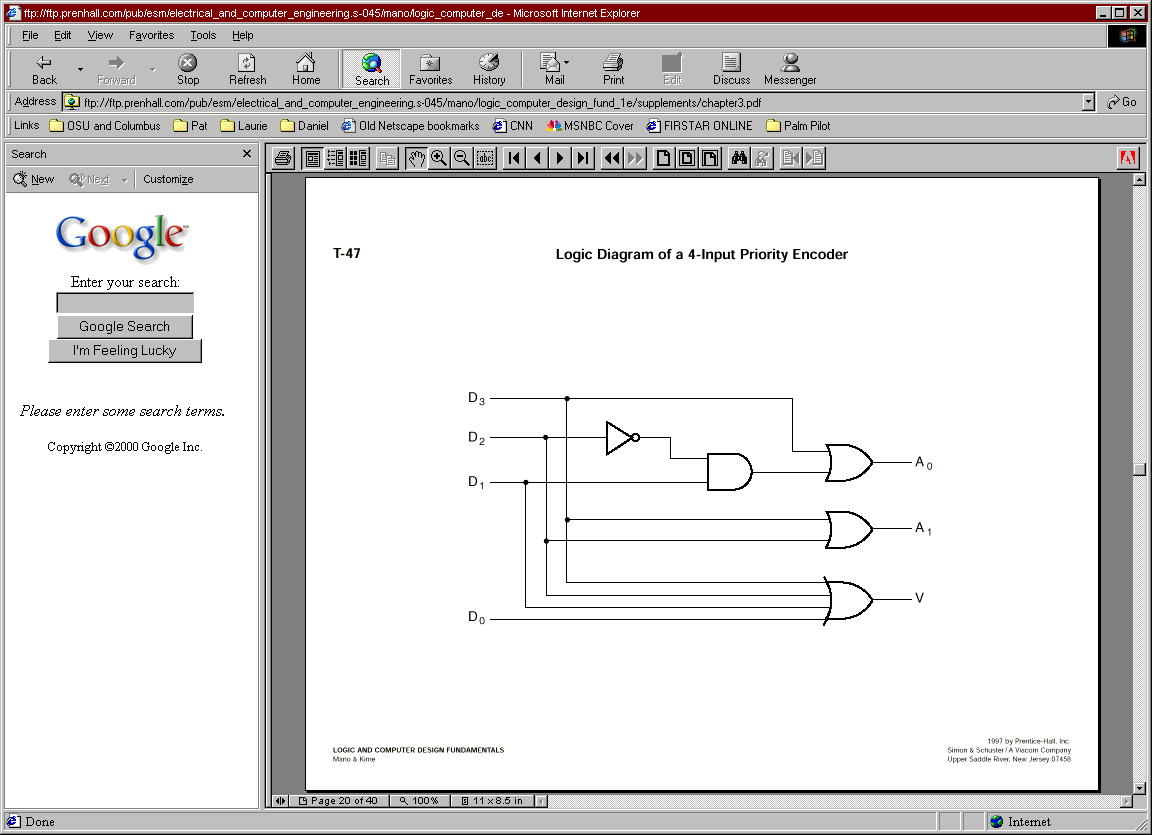 ftp://ftp.prenhall.com/pub/esm/electrical_and_computer_engineering.s-045/mano/logic_computer_de - Microsoft Internet Explorer
File Edit View Favorites Tools Help
Back Forward Stop Refresh Home Search Favorites History Mail Print Edit Discuss Messenger
Address ftp://ftp.prenhall.com/pub/esm/electrical_and_computer_engineering.s-045/mano/logic_computer_design_fund_1e/supplements/chapter3.pdf Go
Links OSU and Columbus Pat Laurie Daniel Old Netscape bookmarks CNN MSNBC Cover FIRSTAR ONLINE Palm Pilot
Search
New Next Customize
Google™
Enter your search:
Google Search
I'm Feeling Lucky
Please enter some search terms.
Copyright ©2000 Google Inc.
abc
T-47 Logic Diagram of a 4-Input Priority Encoder
D3
D2
D1
A0
A1
V
D0
LOGIC AND COMPUTER DESIGN FUNDAMENTALS
Mano & Kime
1997 by Prentice-Hall, Inc.
Simon & Schuster / A Viacom Company
Upper Saddle River, New Jersey 07458
Page 20 of 40 100% 11 x 8.5 in
Done Internet